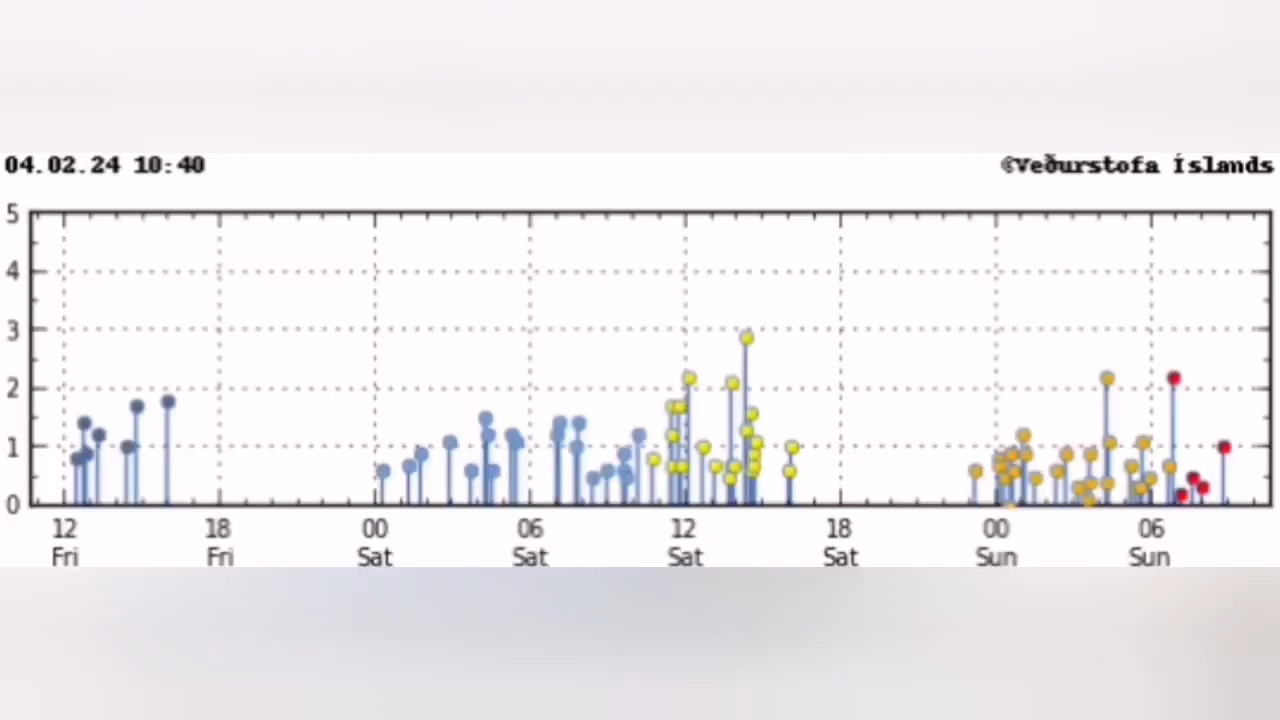 04.02.24 10:40
©Veðurstofa Íslands
5
4
3
2
1
0
12 18 00 06 12 18 00 06
Fri Fri Sat Sat Sat Sat Sun Sun